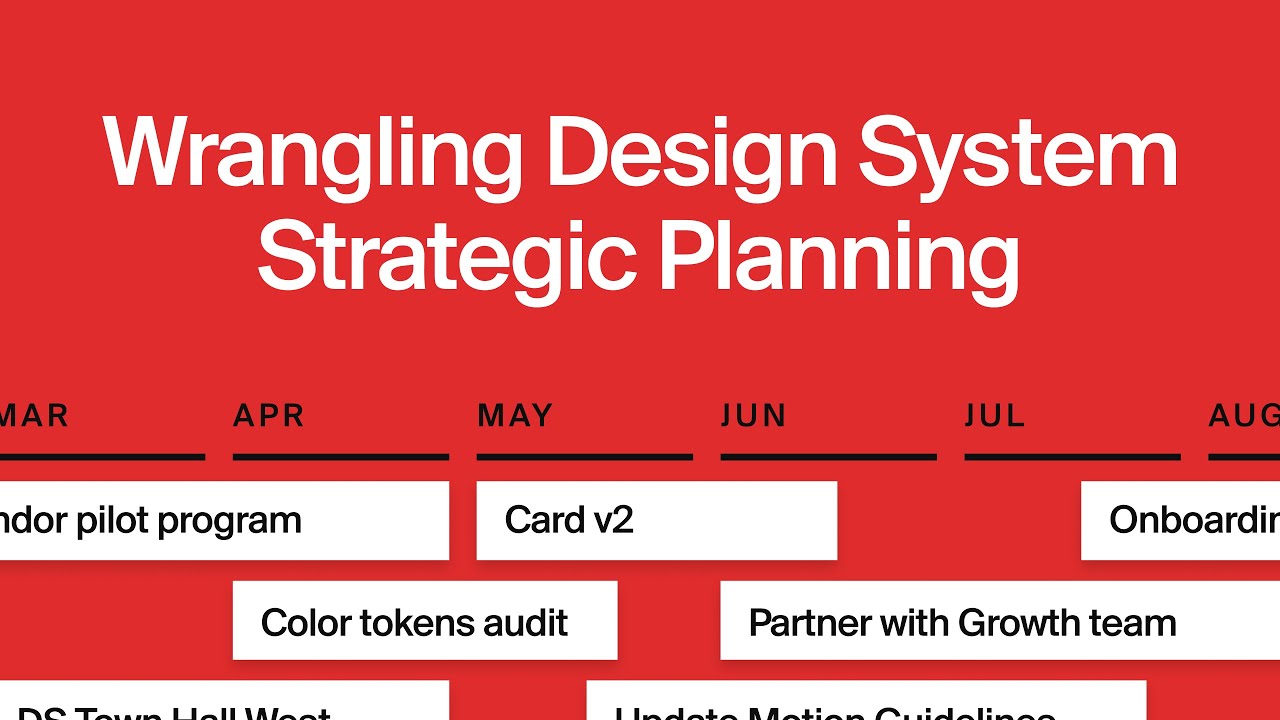 Wrangling Design System
Strategic Planning
MAR APR MAY JUN JUL AUG
ndor pilot program Card v2 Onboardin
Color tokens audit Partner with Growth team
DS Town Hall West Update Motion Guidelines